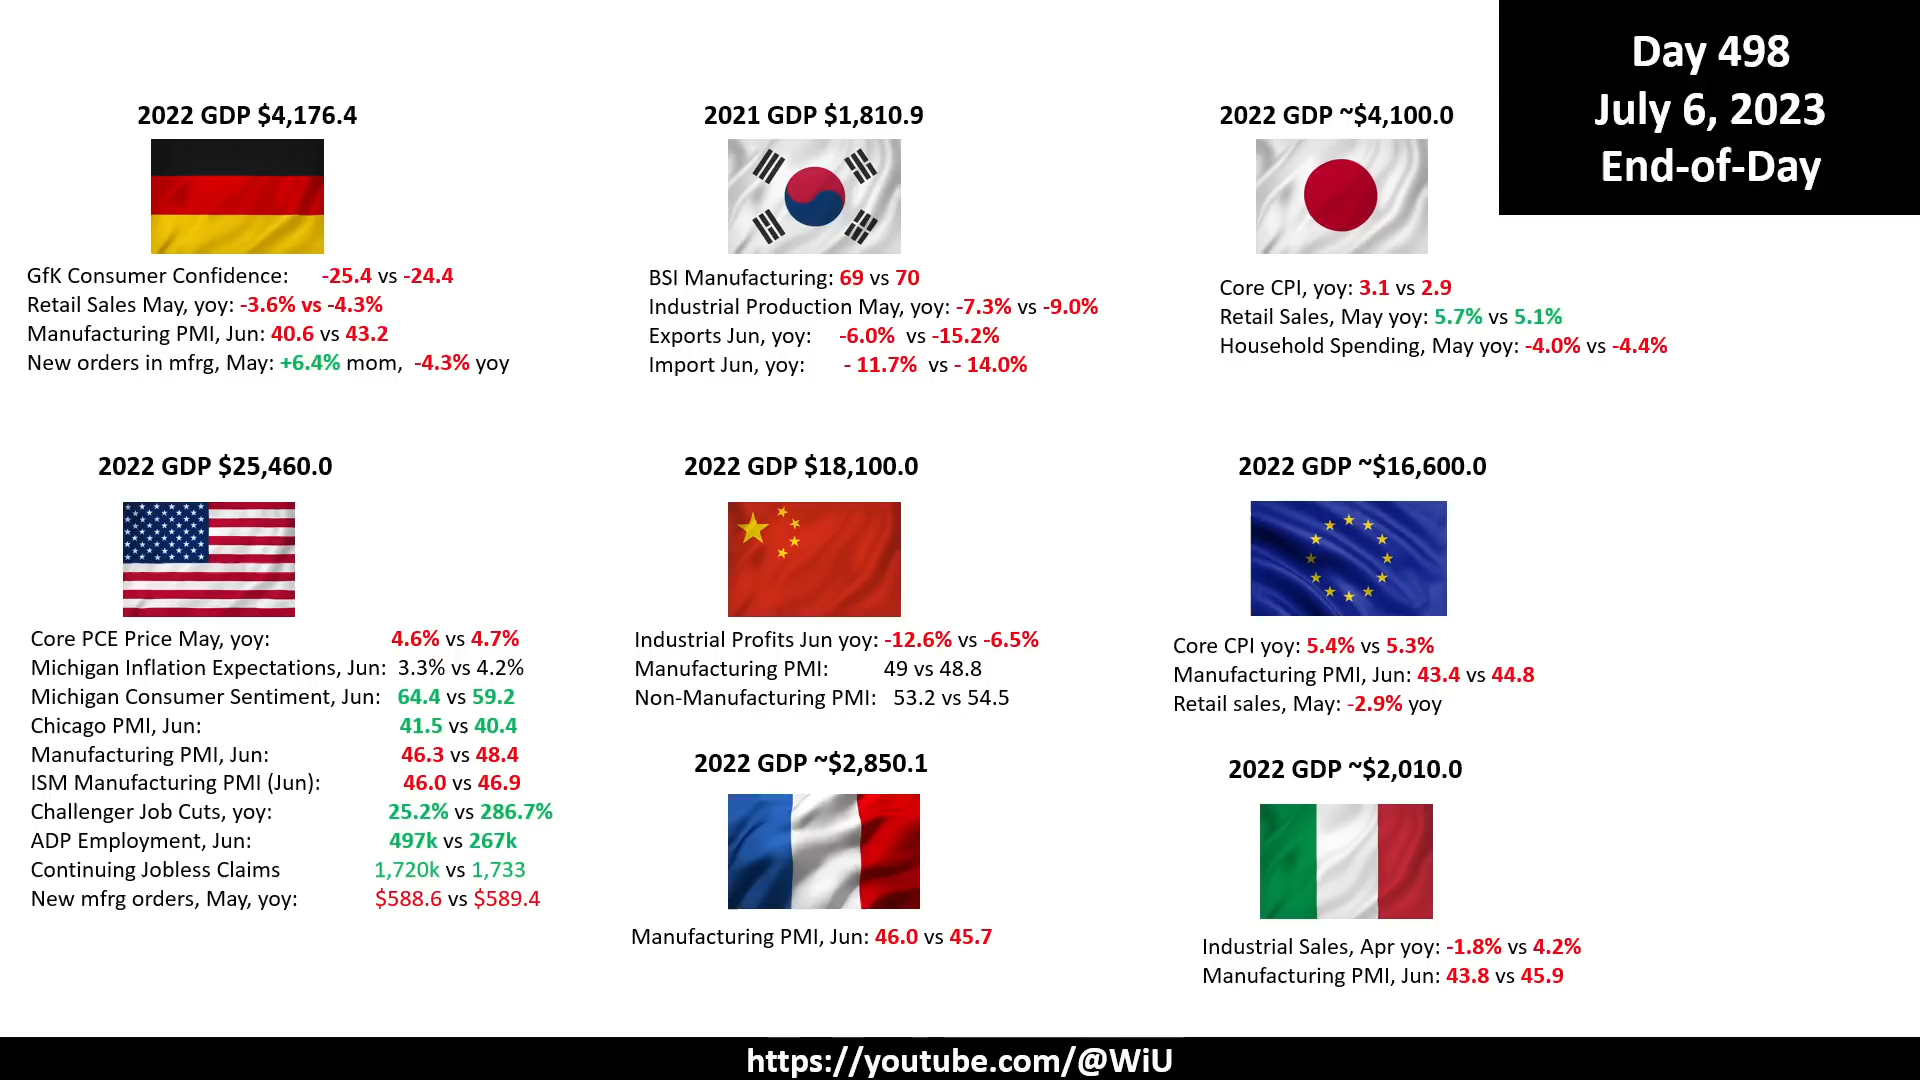 Day 498
July 6, 2023
End-of-Day
2022 GDP $4,176.4
GfK Consumer Confidence: -25.4 vs -24.4
Retail Sales May, yoy: -3.6% vs -4.3%
Manufacturing PMI, Jun: 40.6 vs 43.2
New orders in mfrg, May: +6.4% mom, -4.3% yoy
2021 GDP $1,810.9
BSI Manufacturing: 69 vs 70
Industrial Production May, yoy: -7.3% vs -9.0%
Exports Jun, yoy: -6.0% vs -15.2%
Import Jun, yoy: - 11.7% vs - 14.0%
2022 GDP ~$4,100.0
Core CPI, yoy: 3.1 vs 2.9
Retail Sales, May yoy: 5.7% vs 5.1%
Household Spending, May yoy: -4.0% vs -4.4%
2022 GDP $25,460.0
Core PCE Price May, yoy: 4.6% vs 4.7%
Michigan Inflation Expectations, Jun: 3.3% vs 4.2%
Michigan Consumer Sentiment, Jun: 64.4 vs 59.2
Chicago PMI, Jun: 41.5 vs 40.4
Manufacturing PMI, Jun: 46.3 vs 48.4
ISM Manufacturing PMI (Jun): 46.0 vs 46.9
Challenger Job Cuts, yoy: 25.2% vs 286.7%
ADP Employment, Jun: 497k vs 267k
Continuing Jobless Claims 1,720k vs 1,733
New mfrg orders, May, yoy: $588.6 vs $589.4
2022 GDP $18,100.0
Industrial Profits Jun yoy: -12.6% vs -6.5%
Manufacturing PMI: 49 vs 48.8
Non-Manufacturing PMI: 53.2 vs 54.5
2022 GDP ~$16,600.0
Core CPI yoy: 5.4% vs 5.3%
Manufacturing PMI, Jun: 43.4 vs 44.8
Retail sales, May: -2.9% yoy
2022 GDP ~$2,850.1
Manufacturing PMI, Jun: 46.0 vs 45.7
2022 GDP ~$2,010.0
Industrial Sales, Apr yoy: -1.8% vs 4.2%
Manufacturing PMI, Jun: 43.8 vs 45.9
https://youtube.com/@WiU